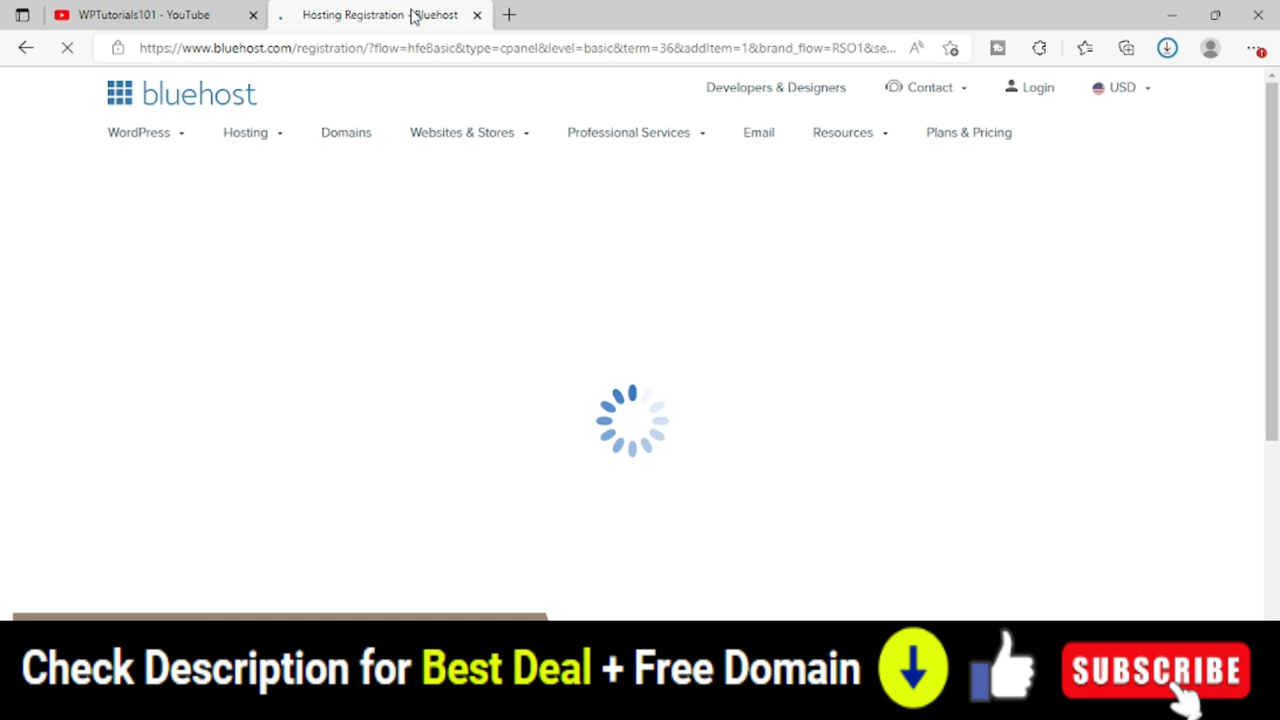 WPTutorials101 - YouTube
Hosting Registration - Bluehost
https://www.bluehost.com/registration/?flow=hfeBasic&type=cpanel&level=basic&term=36&addItem=1&brand_flow=RSO1&se...
bluehost
Developers & Designers
Contact
Login
USD
WordPress
Hosting
Domains
Websites & Stores
Professional Services
Email
Resources
Plans & Pricing
Check Description for Best Deal + Free Domain
SUBSCRIBE